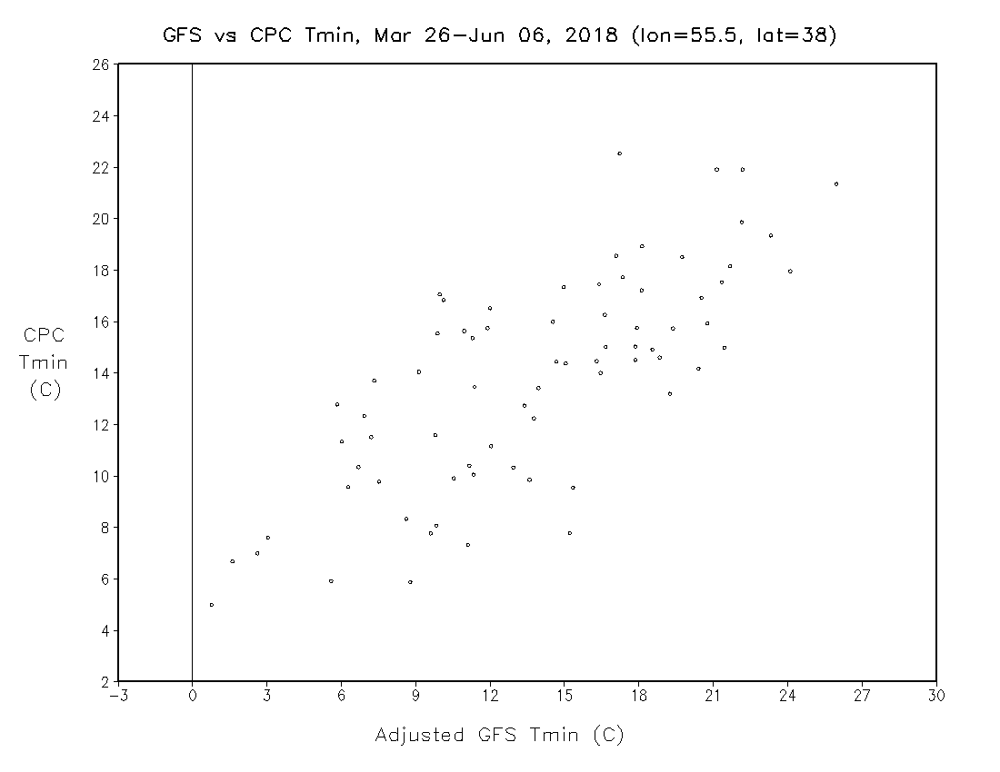 GFS vs CPC Tmin, Mar 26-Jun 06, 2018 (lon=55.5, lat=38)
26
24
22
20
18
16
14
12
10
8
6
4
2
CPC
Tmin
(C)
-3 0 3 6 9 12 15 18 21 24 27 30
Adjusted GFS Tmin (C)